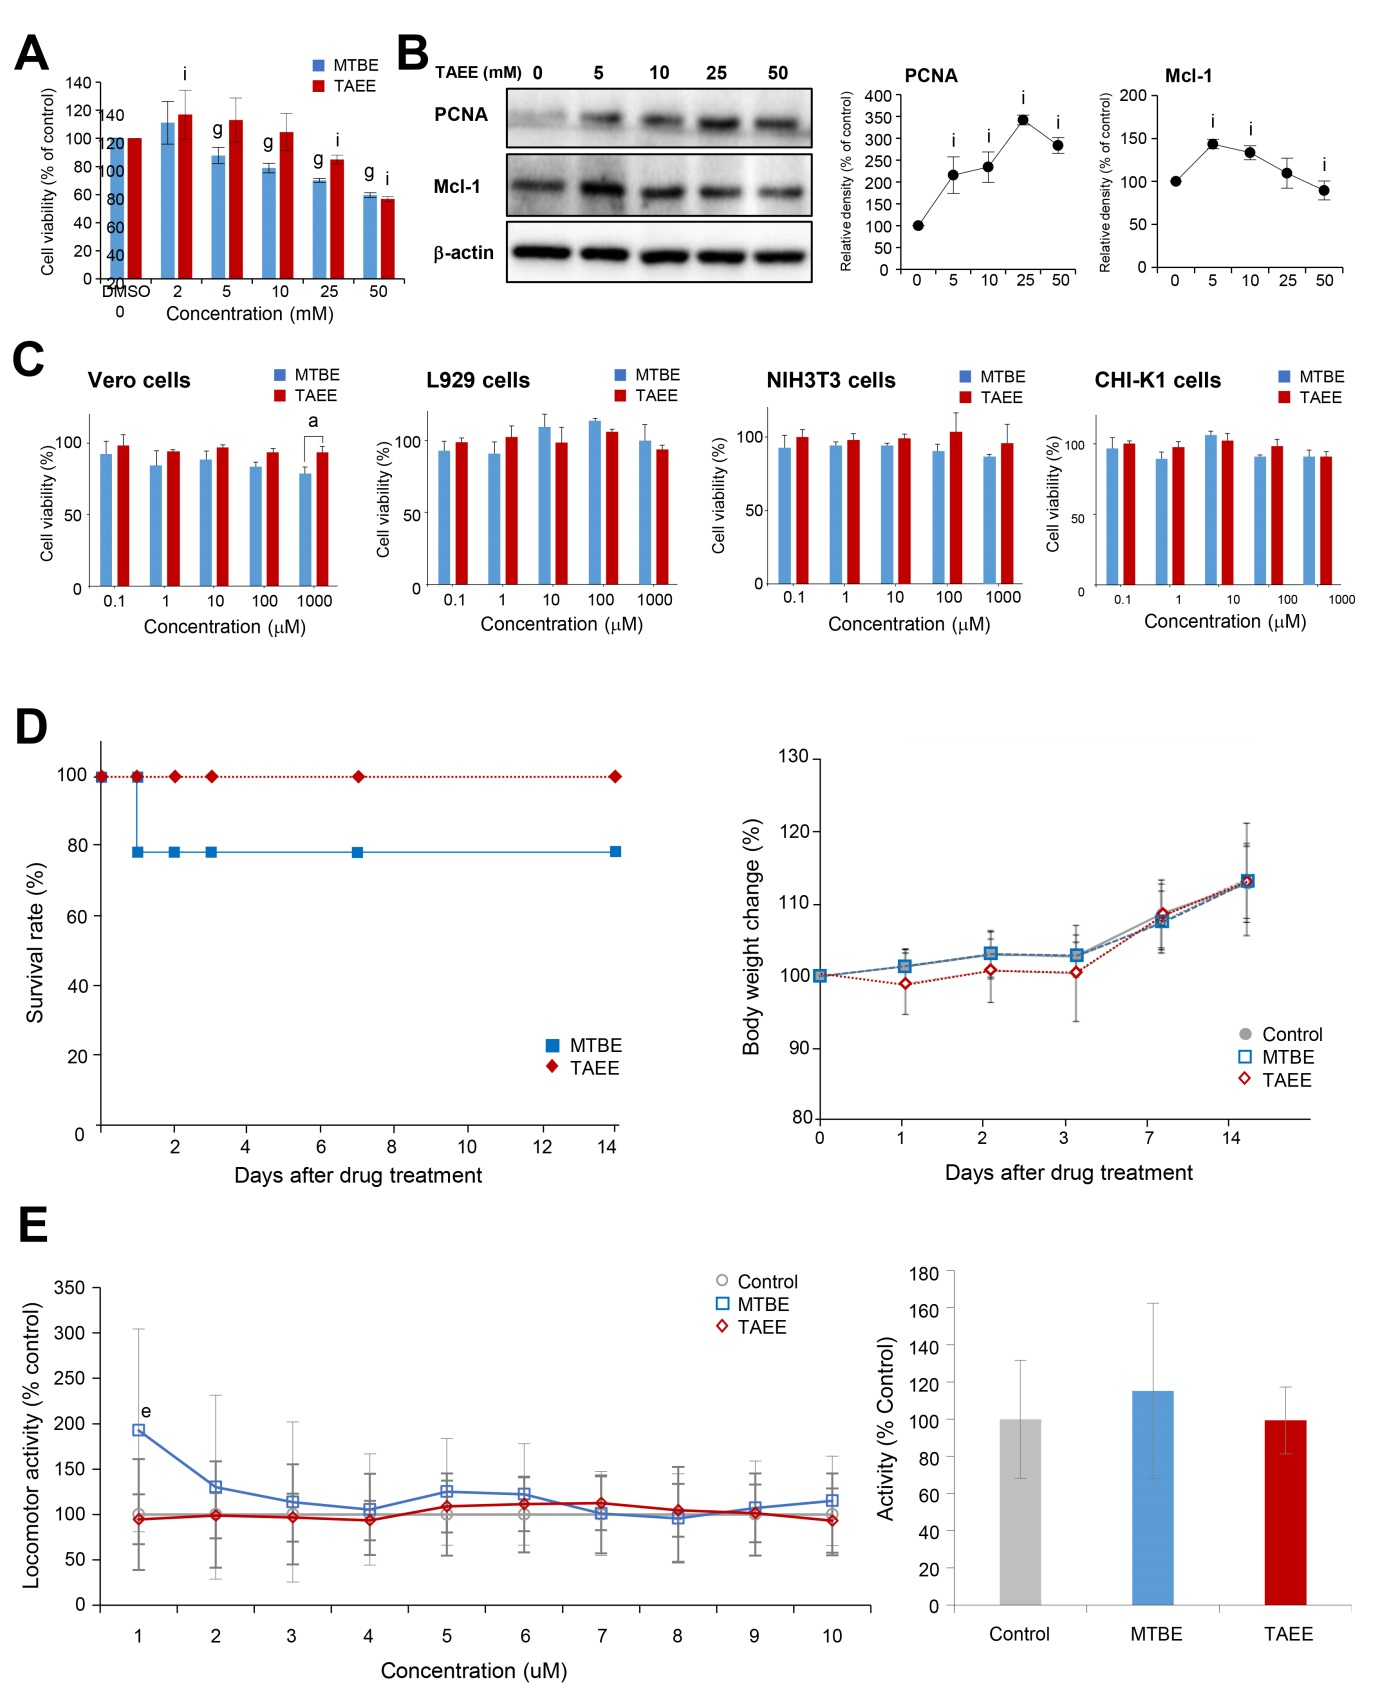 A
MTBE
TAEE
Cell viability (% of control)
140
120
100
80
60
40
20
0
140
120
100
80
60
40
20
0
i
g
g
g
i
g
i
DMSO
2
5
10
25
50
Concentration (mM)
B
TAEE (mM) 0 5 10 25 50
PCNA
Mcl-1
β-actin
PCNA
Relative density (% of control)
400
350
300
250
200
150
100
50
0
i
i
i
i
0 5 10 25 50
Mcl-1
Relative density (% of control)
200
150
100
50
0
i
i
i
0 5 10 25 50
C
Vero cells
MTBE
TAEE
Cell viability (%)
100
50
0
a
0.1 1 10 100 1000
Concentration (µM)
L929 cells
MTBE
TAEE
Cell viability (%)
100
50
0
0.1 1 10 100 1000
Concentration (µM)
NIH3T3 cells
MTBE
TAEE
Cell viability (%)
100
50
0
0.1 1 10 100 1000
Concentration (µM)
CHI-K1 cells
MTBE
TAEE
Cell viability (%)
100
50
0
0.1 1 10 100 1000
Concentration (µM)
D
Survival rate (%)
100
80
60
40
20
0
MTBE
TAEE
2 4 6 8 10 12 14
Days after drug treatment
Body weight change (%)
130
120
110
100
90
80
Control
MTBE
TAEE
0 1 2 3 7 14
Days after drug treatment
E
Locomotor activity (% control)
350
300
250
200
150
100
50
0
e
Control
MTBE
TAEE
1 2 3 4 5 6 7 8 9 10
Concentration (uM)
Activity (% Control)
180
160
140
120
100
80
60
40
20
0
Control MTBE TAEE